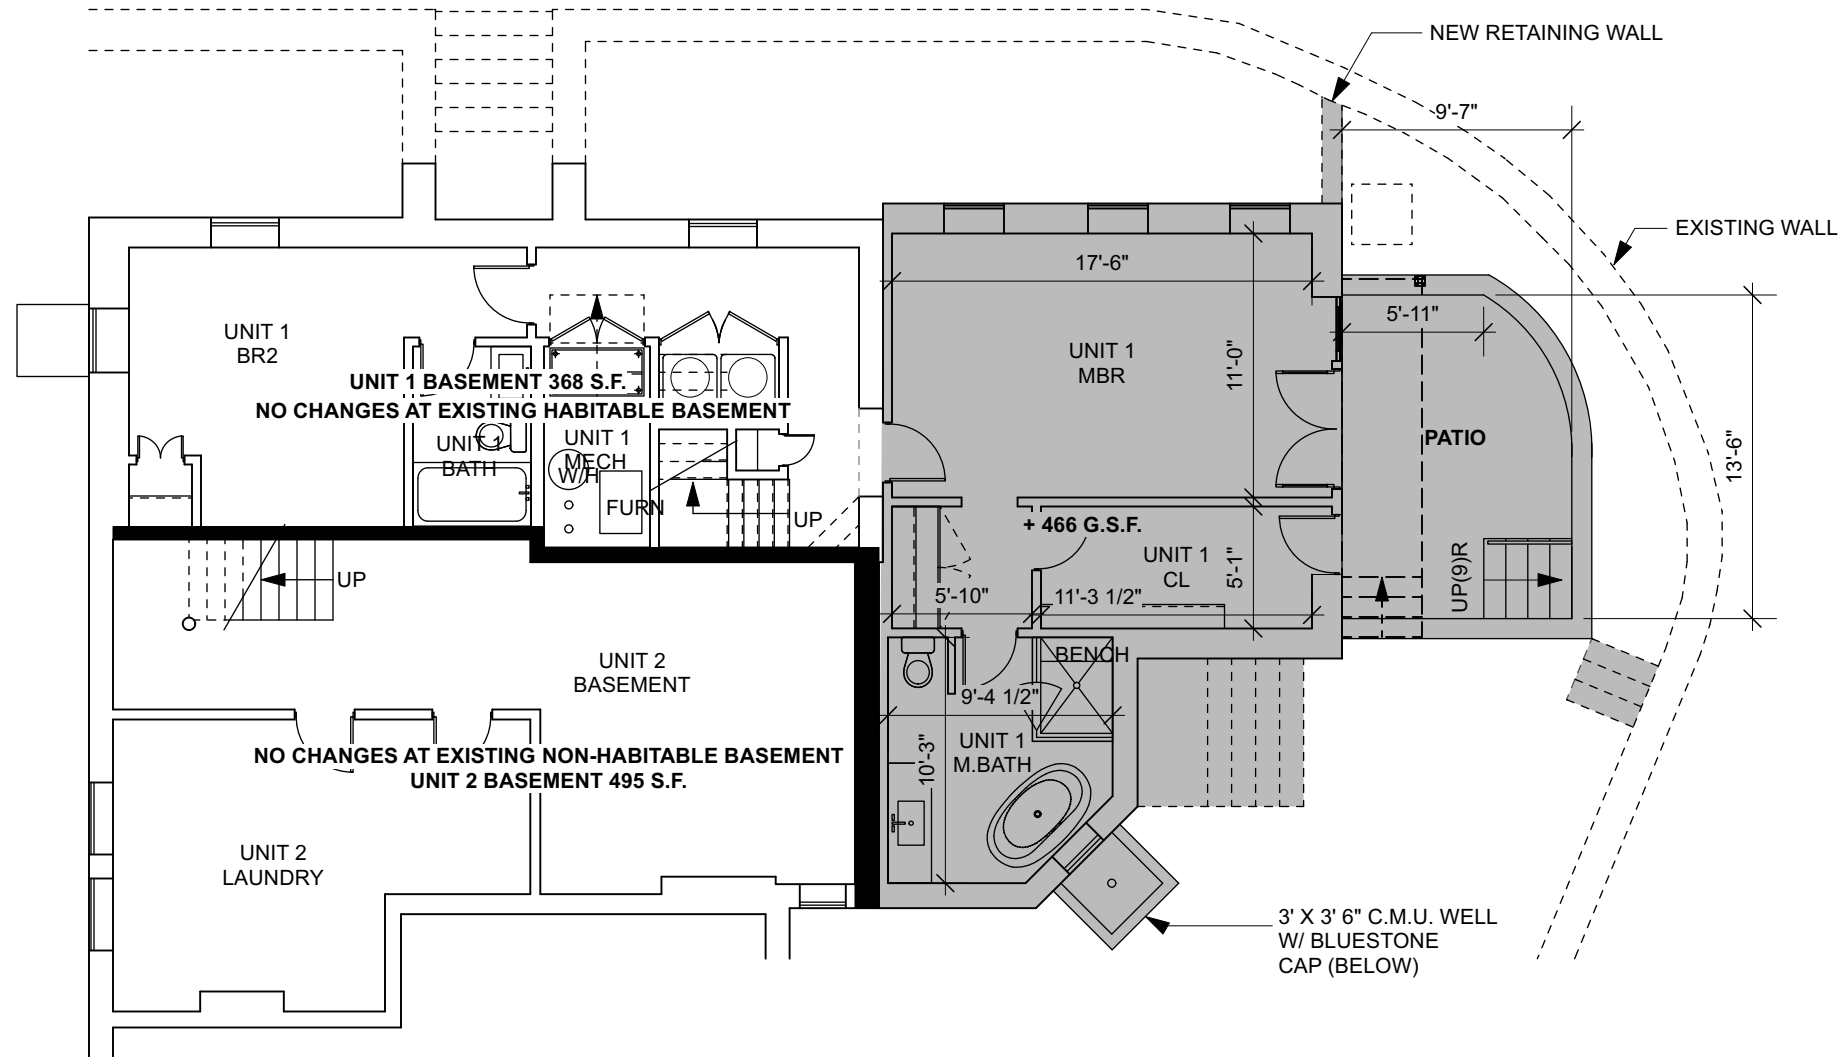 NEW RETAINING WALL
9'-7"
EXISTING WALL
17'-6"
5'-11"
UNIT 1
BR2
UNIT 1
MBR
11'-0"
UNIT 1 BASEMENT 368 S.F.
NO CHANGES AT EXISTING HABITABLE BASEMENT
UNIT 1
BATH
UNIT 1
MECH
W/H
FURN
UP
PATIO
13'-6"
+ 466 G.S.F.
UNIT 1
CL
5'-1"
UP(9)R
UP
5'-10"
11'-3 1/2"
UNIT 2
BASEMENT
BENCH
9'-4 1/2"
UNIT 1
M.BATH
10'-3"
NO CHANGES AT EXISTING NON-HABITABLE BASEMENT
UNIT 2 BASEMENT 495 S.F.
UNIT 2
LAUNDRY
3' X 3' 6" C.M.U. WELL
W/ BLUESTONE
CAP (BELOW)